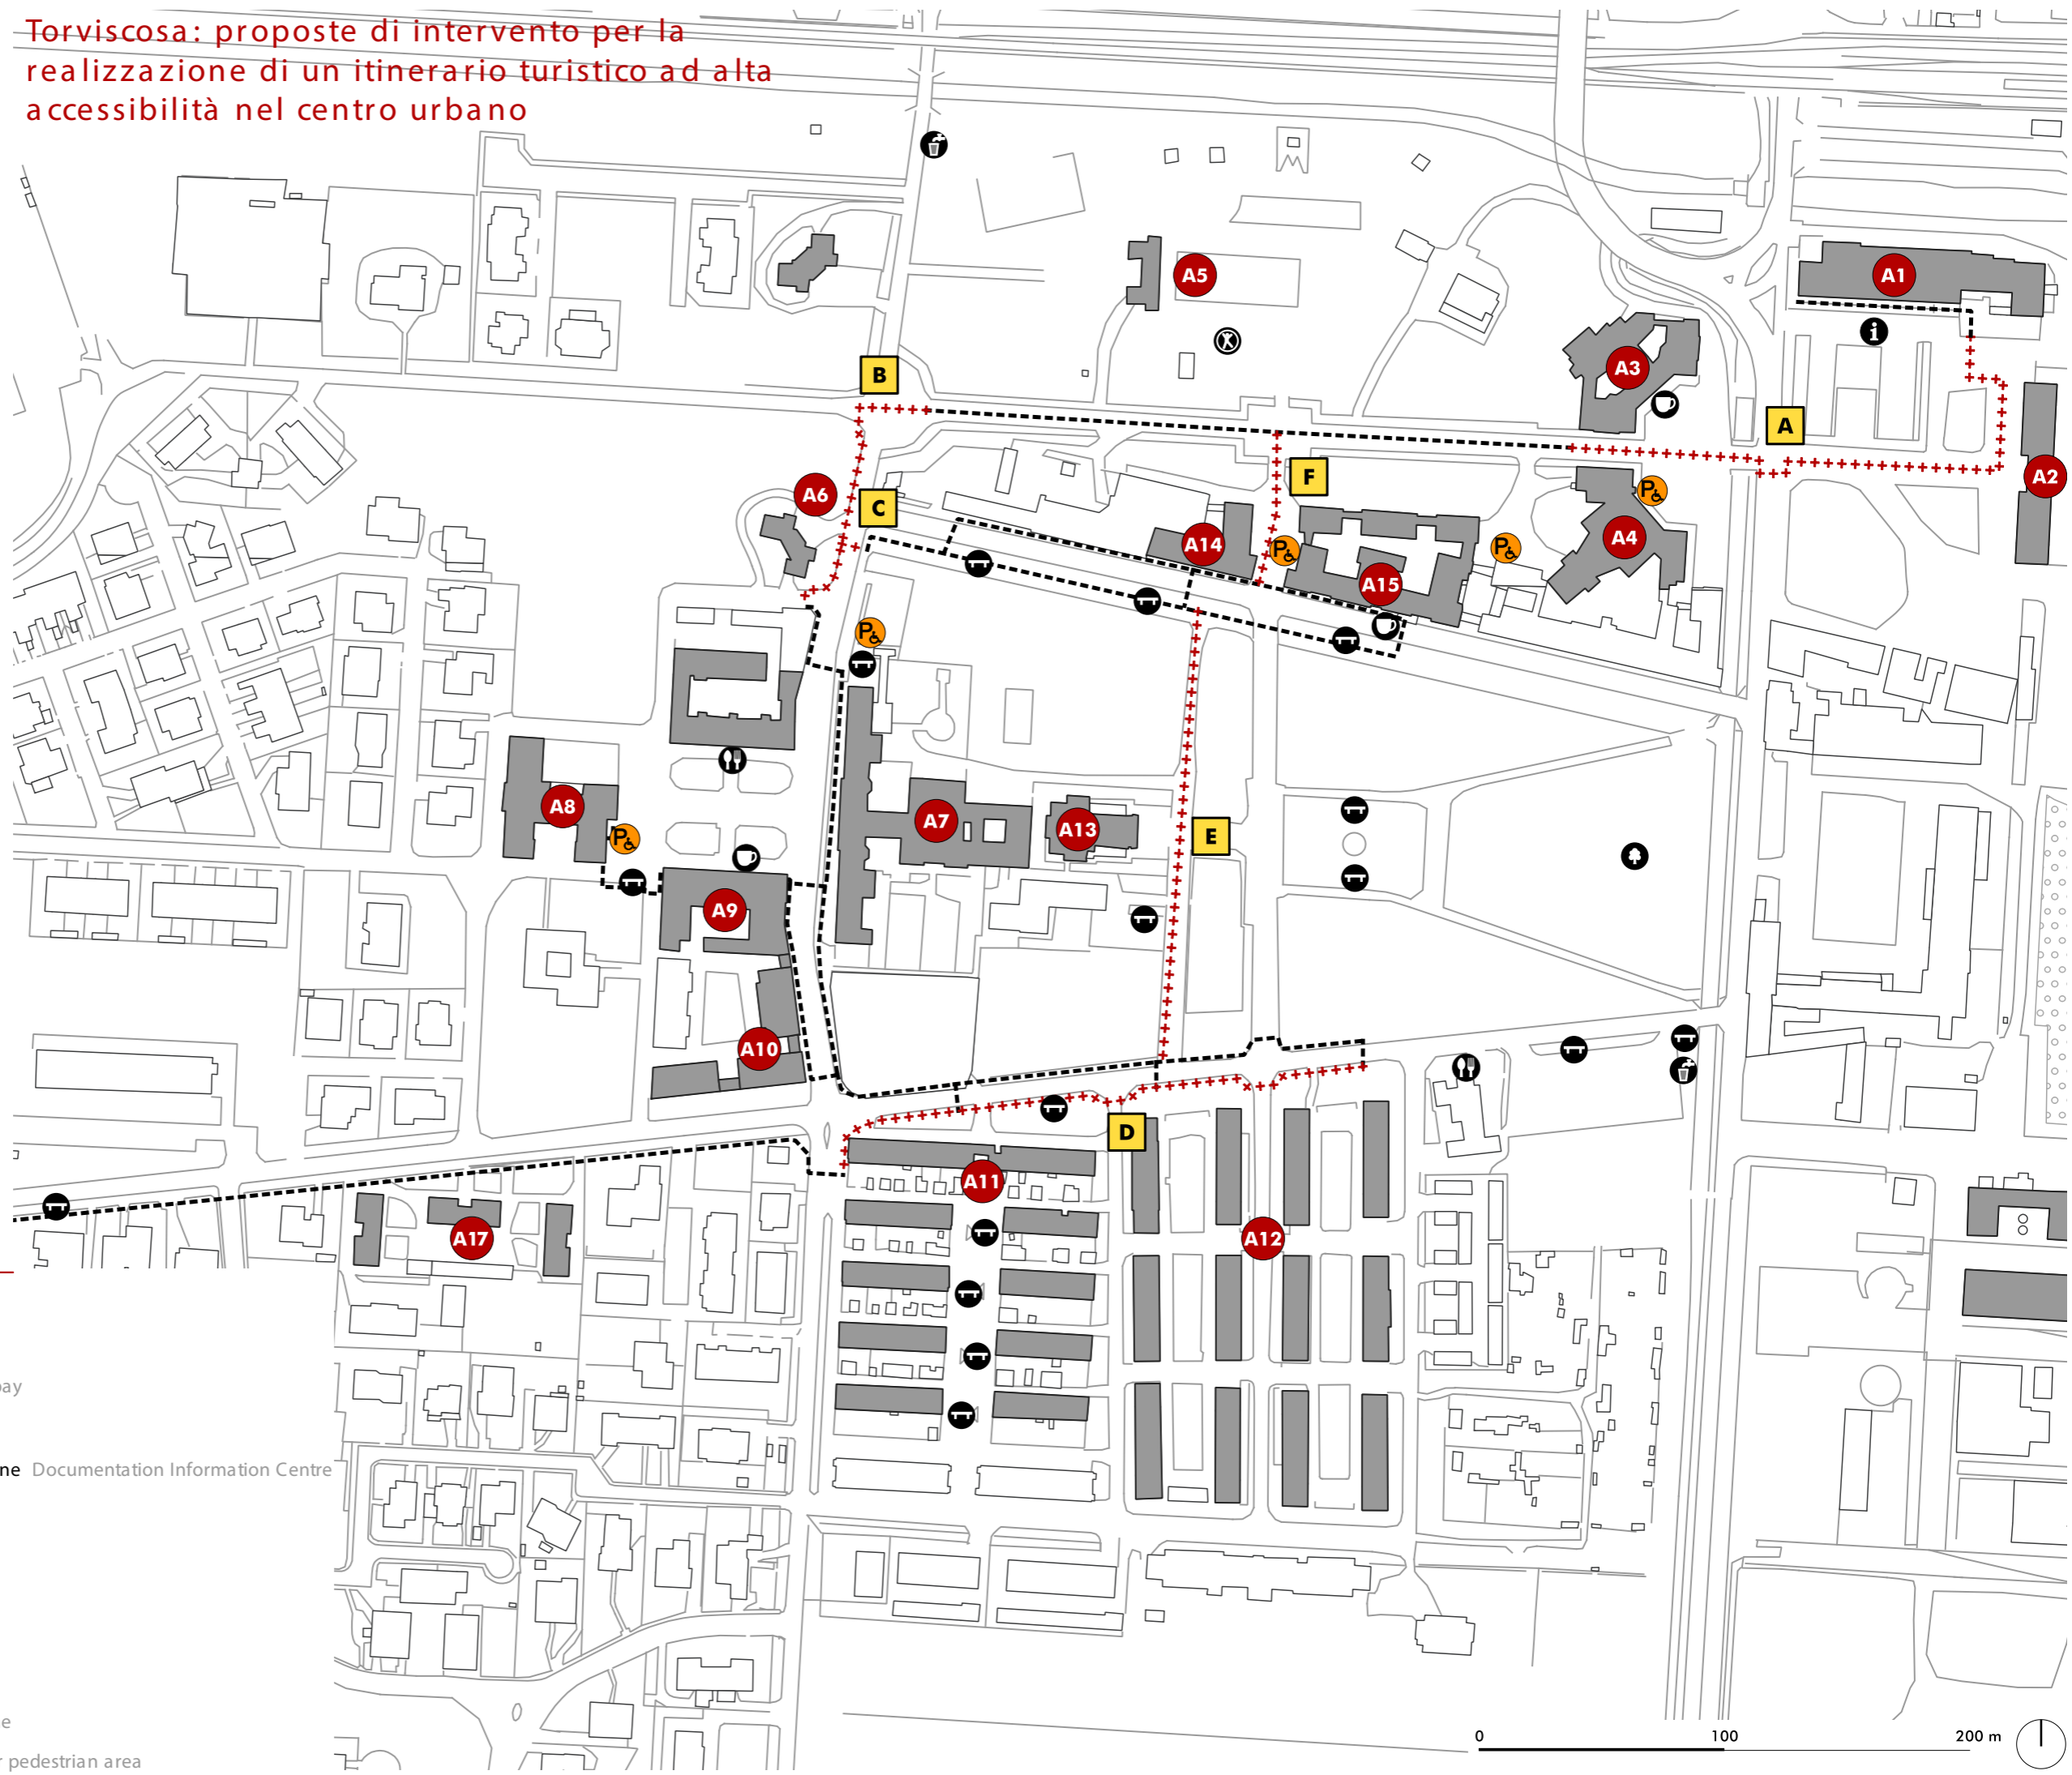 Torviscosa: proposte di intervento per la
realizzazione di un itinerario turistico ad alta
accessibilità nel centro urbano
A5
A1
B
A3
A
A6
C
F
P
A2
A14
P
A15
P
A4
P
A8
P
A7
A13
E
A9
A10
D
A11
A17
A12
ne Documentation Information Centre
e
pedestrian area
0 100 200 m